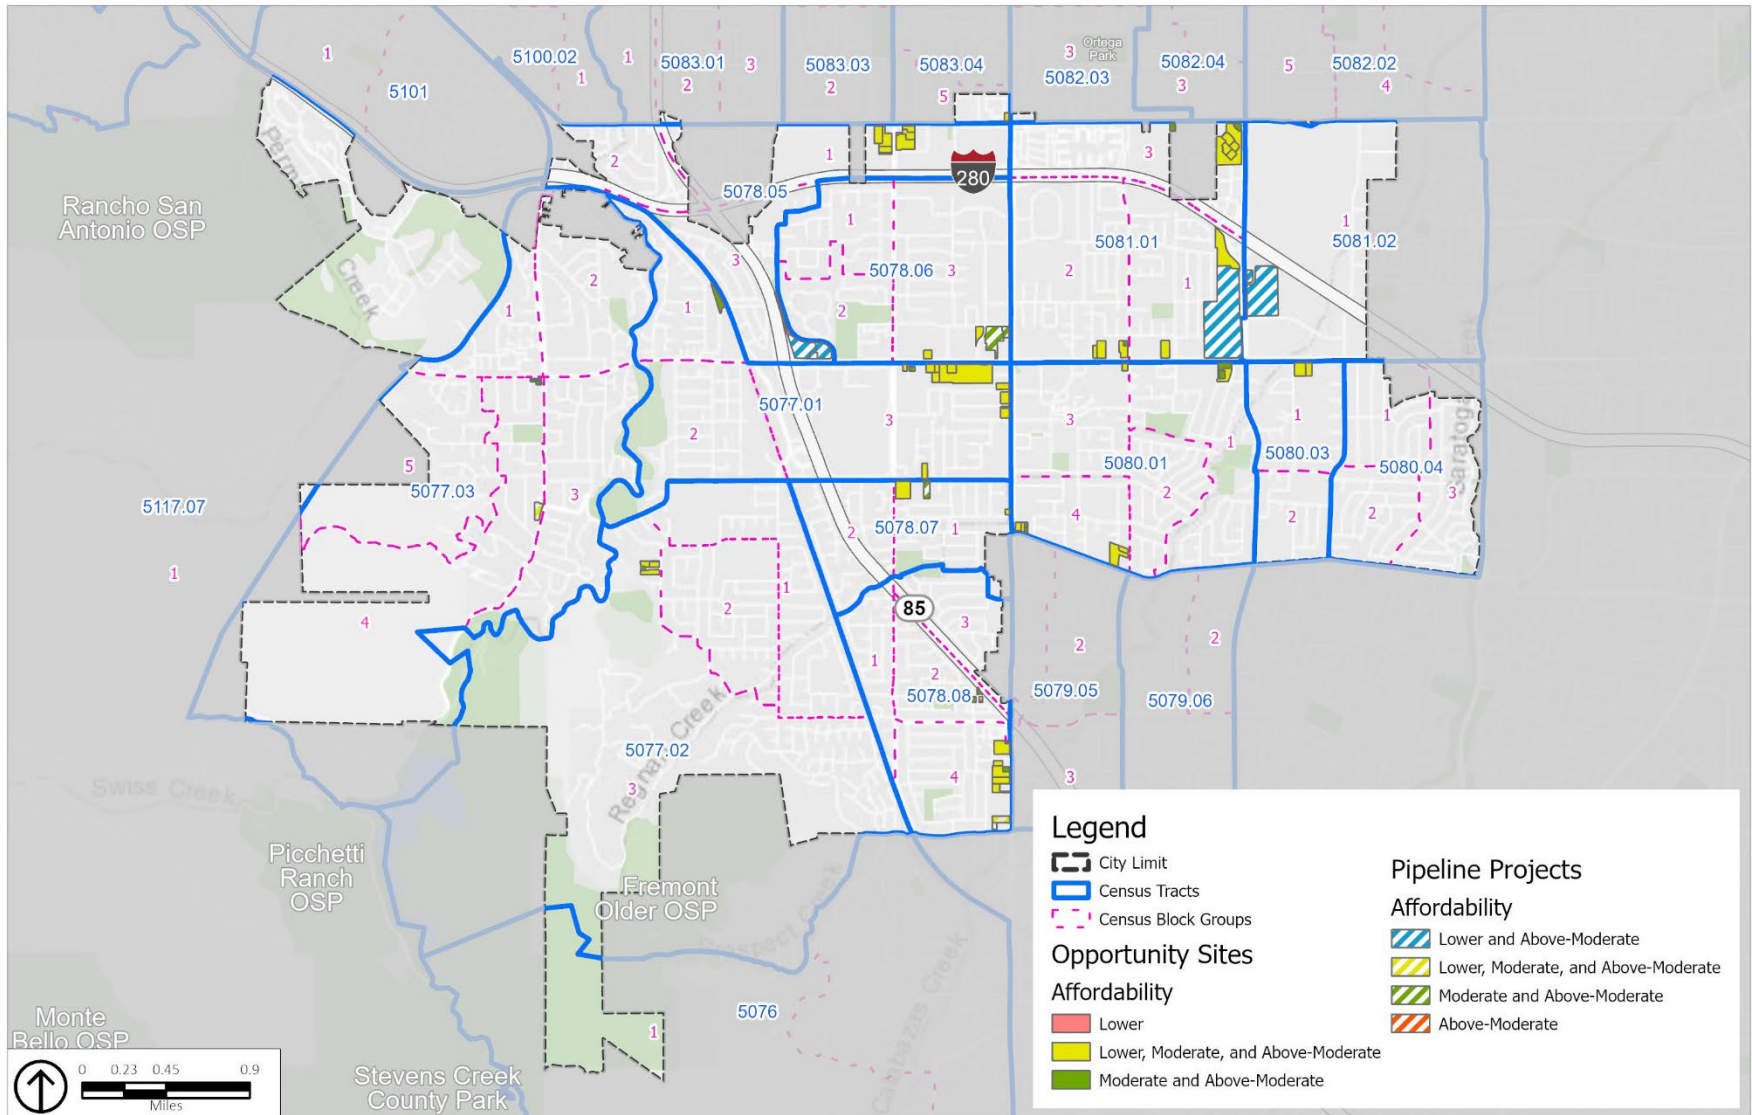 1
5100.02
1
1
5083.01
3
5083.03
5083.04
3
Ortega
Park
5082.03
5082.04
5
5082.02
5101
1
2
2
5
3
4
Perm
2
1
3
280
5078.05
Rancho San
Antonio OSP
1
5081.01
1
5081.02
Creek
2
3
5078.06
3
2
1
1
1
2
5077.01
2
3
3
1
1
1
5080.03
5080.04
5080.01
Saratoga
Creek
5
5077.03
3
2
3
5117.07
2
5078.07
1
4
2
2
1
1
2
85
4
3
2
2
1
2
5078.08
5079.05
5079.06
Regnart Creek
5077.02
3
4
3
Swiss Creek
Picchetti
Ranch
OSP
Fremont
Older OSP
Prospect Creek
Calabazas Creek
5076
1
Monte
Bello OSP
Stevens Creek
County Park
0 0.23 0.45 0.9
Miles
Legend
City Limit
Census Tracts
Census Block Groups
Opportunity Sites
Affordability
Lower
Lower, Moderate, and Above-Moderate
Moderate and Above-Moderate
Pipeline Projects
Affordability
Lower and Above-Moderate
Lower, Moderate, and Above-Moderate
Moderate and Above-Moderate
Above-Moderate